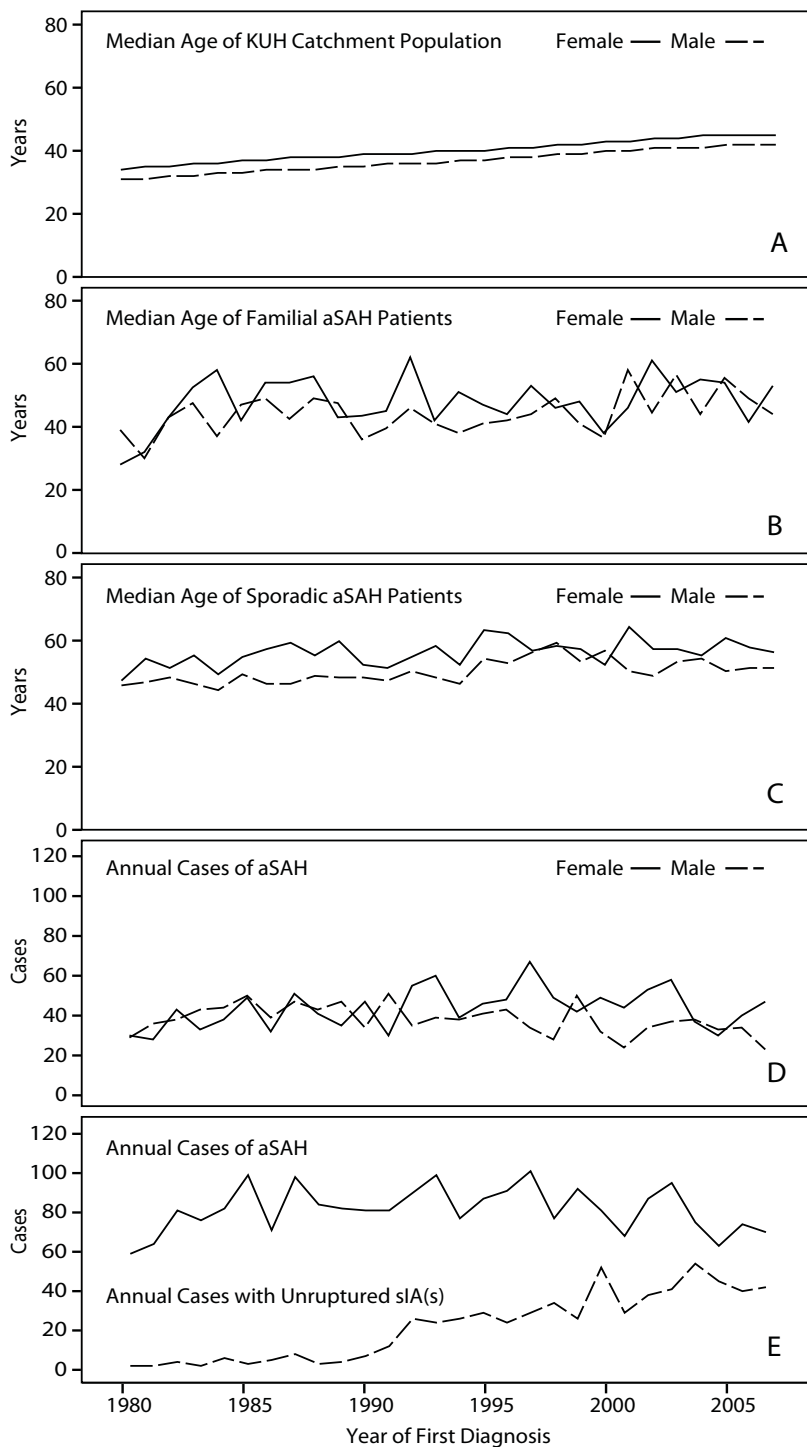 80
Median Age of KUH Catchment Population Female Male
60
40
20
0
Years
A
80
Median Age of Familial aSAH Patients Female Male
60
40
20
0
Years
B
80
Median Age of Sporadic aSAH Patients Female Male
60
40
20
0
Years
C
120
Annual Cases of aSAH Female Male
100
80
60
40
20
0
Cases
D
120
Annual Cases of aSAH
100
80
60
40
Annual Cases with Unruptured sIA(s)
20
0
Cases
E
1980 1985 1990 1995 2000 2005
Year of First Diagnosis